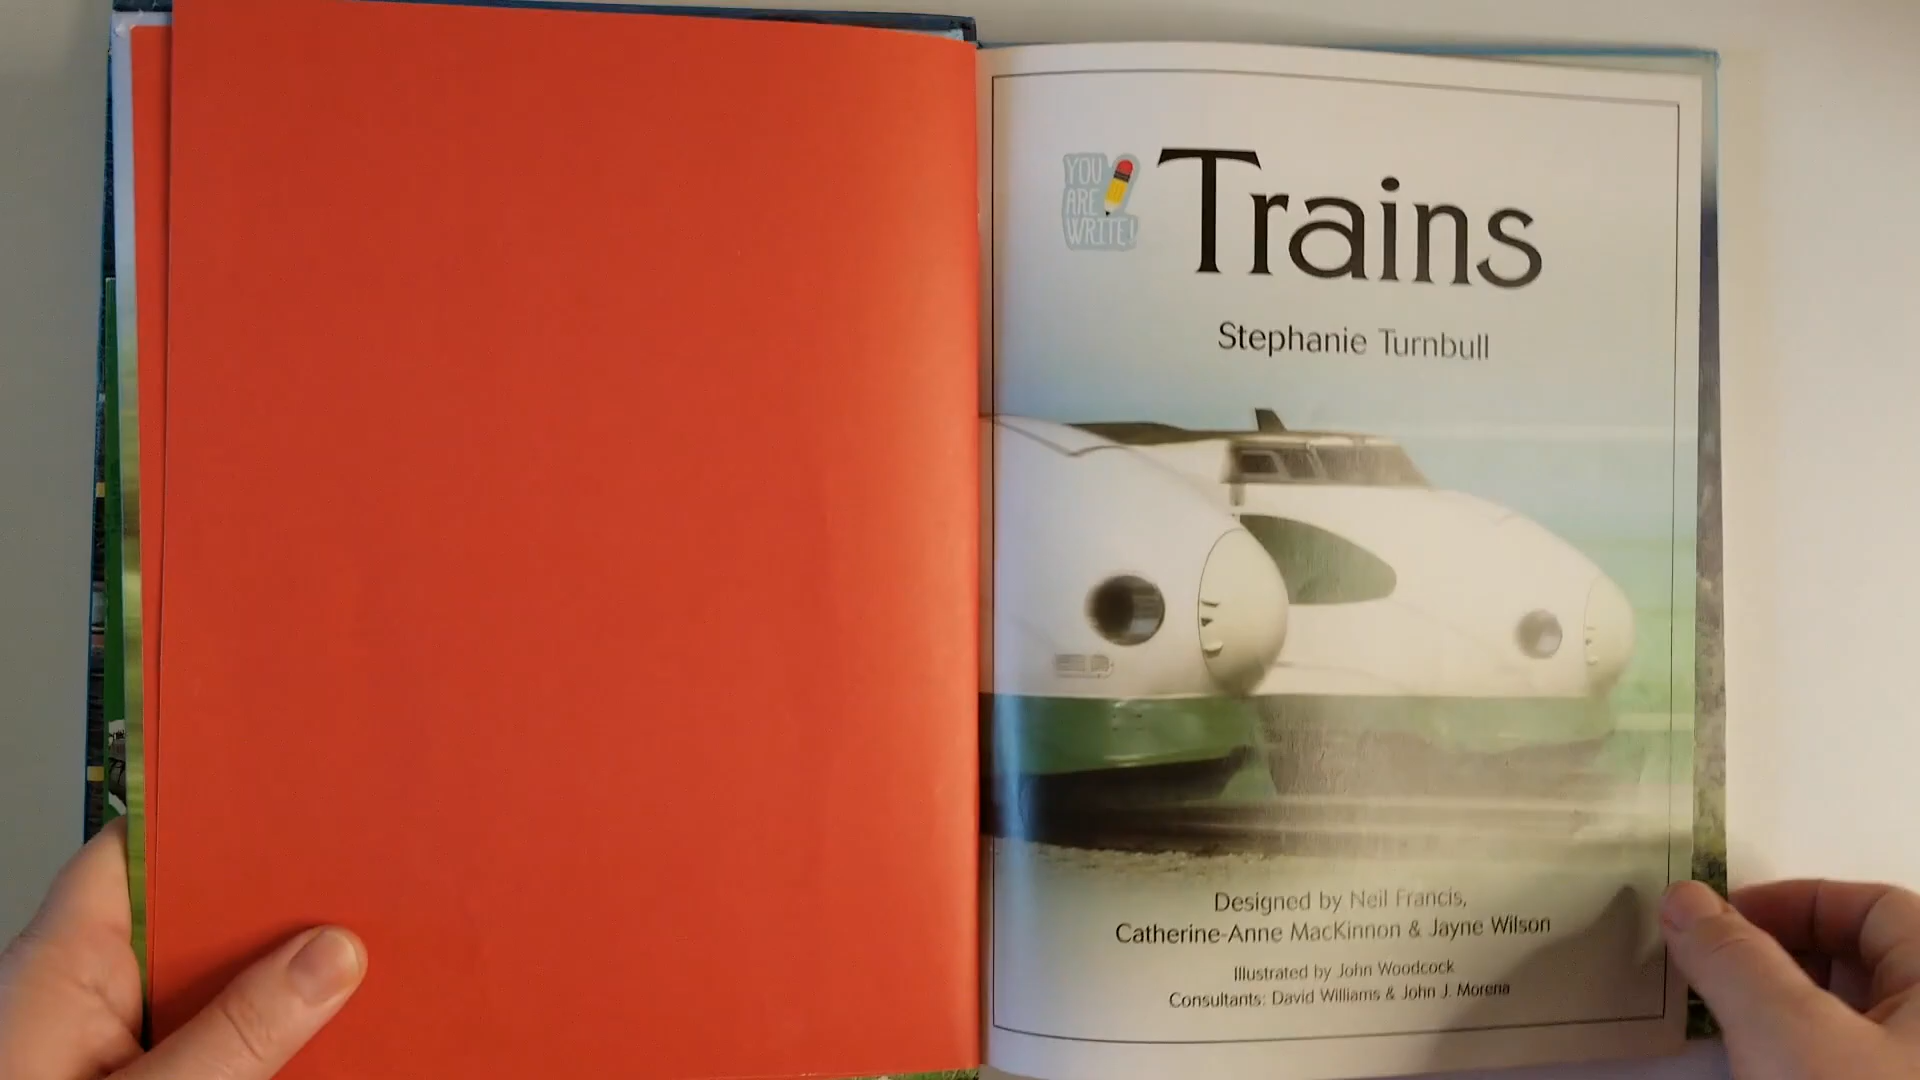 YOU
ARE
WRITE!
Trains
Stephanie Turnbull
Designed by Neil Francis,
Catherine-Anne MacKinnon & Jayne Wilson
Illustrated by John Woodcock
Consultants: David Williams & John J. Morena